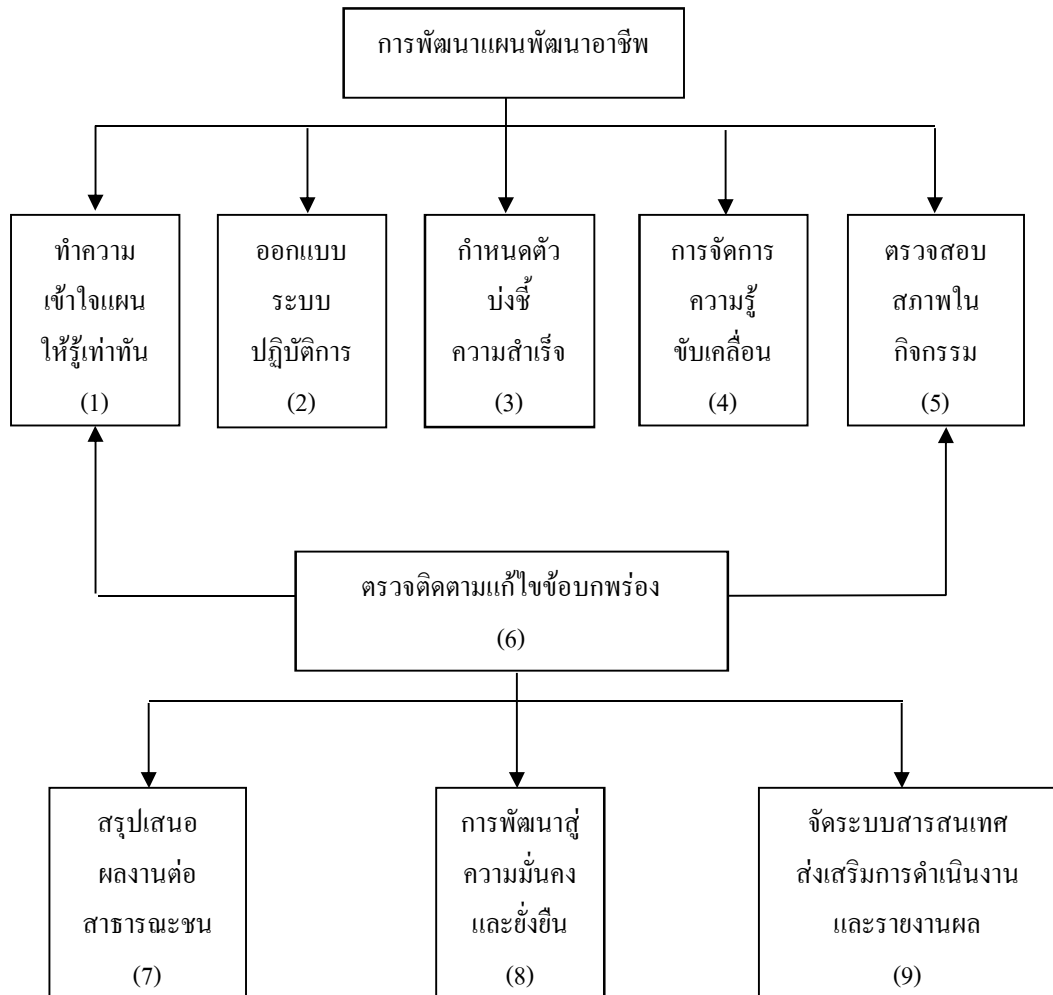 การพัฒนาแผนพัฒนาอาชีพ
ทำความ
เข้าใจแผน
ให้รู้เท่าทัน
(1)
ออกแบบ
ระบบ
ปฏิบัติการ
(2)
กำหนดตัว
บ่งชี้
ความสำเร็จ
(3)
การจัดการ
ความรู้
ขับเคลื่อน
(4)
ตรวจสอบ
สภาพใน
กิจกรรม
(5)
ตรวจติดตามแก้ไขข้อบกพร่อง
(6)
สรุปเสนอ
ผลงานต่อ
สาธารณะชน
(7)
การพัฒนาสู่
ความมั่นคง
และยั่งยืน
(8)
จัดระบบสารสนเทศ
ส่งเสริมการดำเนินงาน
และรายงานผล
(9)